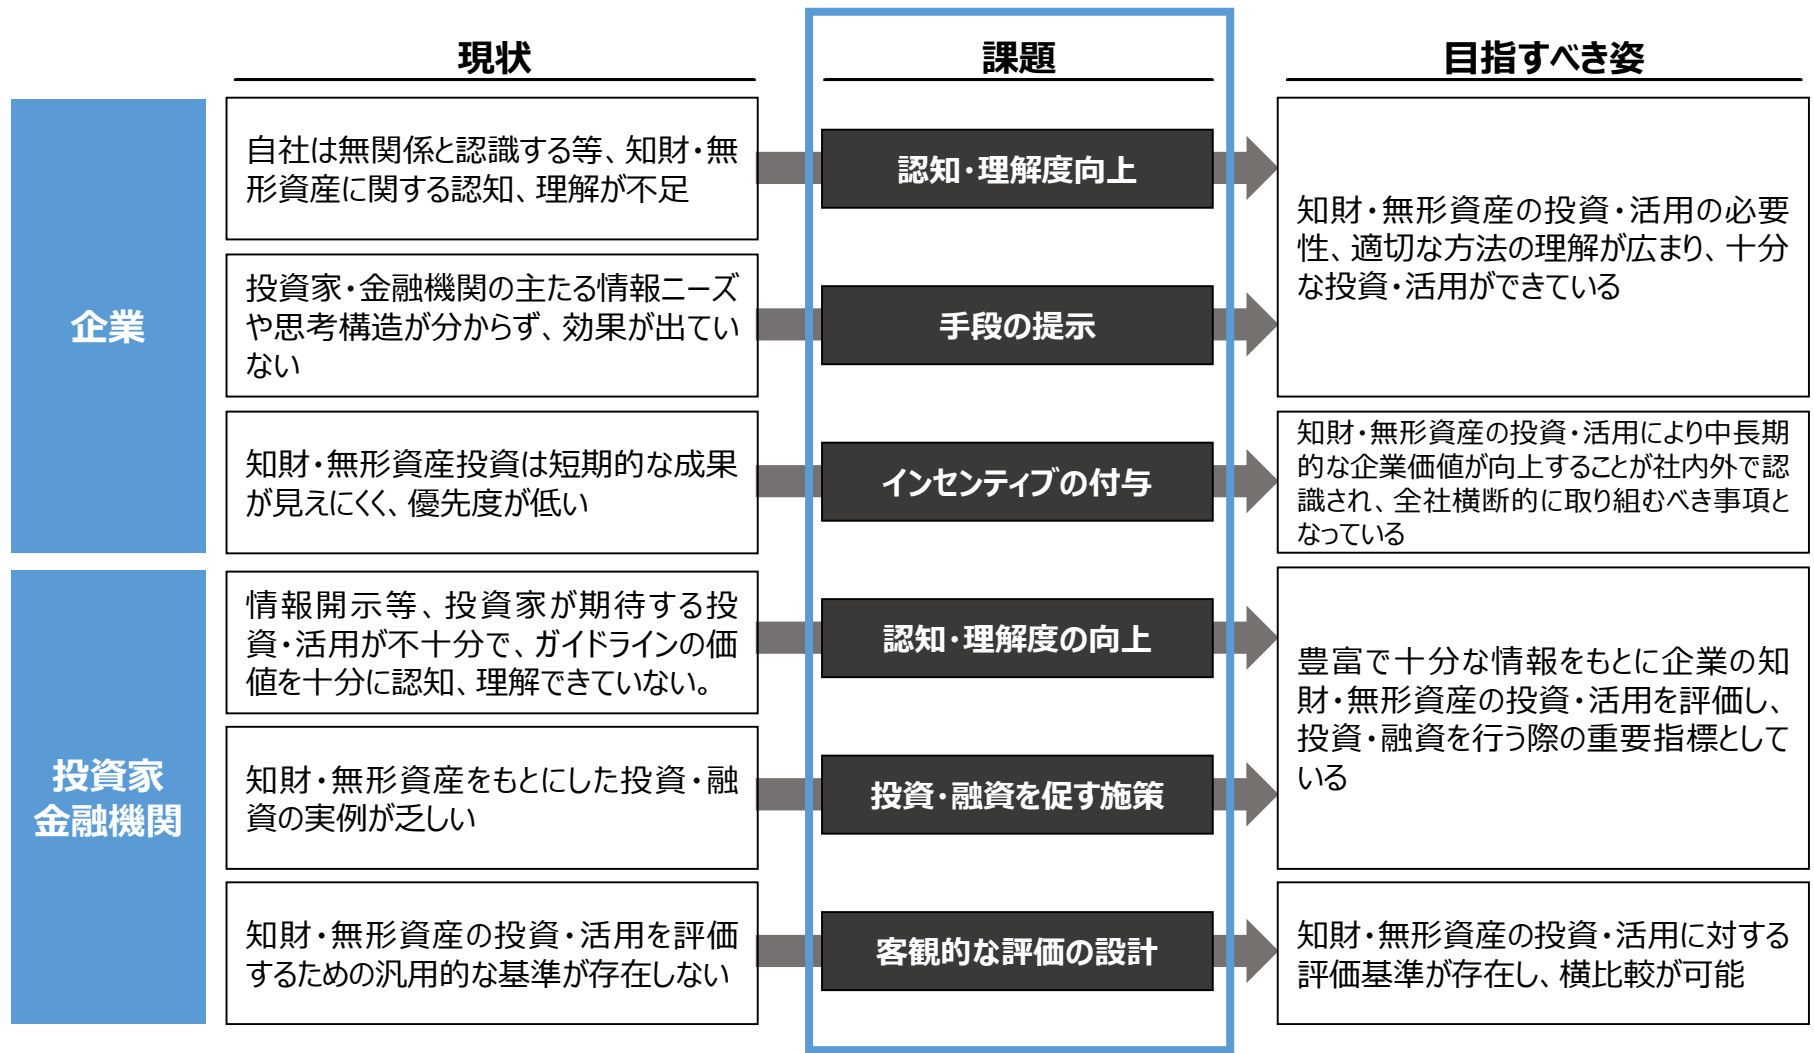 現状
課題
目指すべき姿
企業
自社は無関係と認識する等、知財・無
形資産に関する認知、理解が不足
認知・理解度向上
知財・無形資産の投資・活用の必要
性、適切な方法の理解が広まり、十分
な投資・活用ができている
投資家・金融機関の主たる情報ニーズ
や思考構造が分からず、効果が出てい
ない
手段の提示
知財・無形資産投資は短期的な成果
が見えにくく、優先度が低い
インセンティブの付与
知財・無形資産の投資・活用により中長期
的な企業価値が向上することが社内外で認
識され、全社横断的に取り組むべき事項と
なっている
投資家
金融機関
情報開示等、投資家が期待する投
資・活用が不十分で、ガイドラインの価
値を十分に認知、理解できていない。
認知・理解度の向上
豊富で十分な情報をもとに企業の知
財・無形資産の投資・活用を評価し、
投資・融資を行う際の重要指標として
いる
知財・無形資産をもとにした投資・融
資の実例が乏しい
投資・融資を促す施策
知財・無形資産の投資・活用を評価
するための汎用的な基準が存在しない
客観的な評価の設計
知財・無形資産の投資・活用に対する
評価基準が存在し、横比較が可能